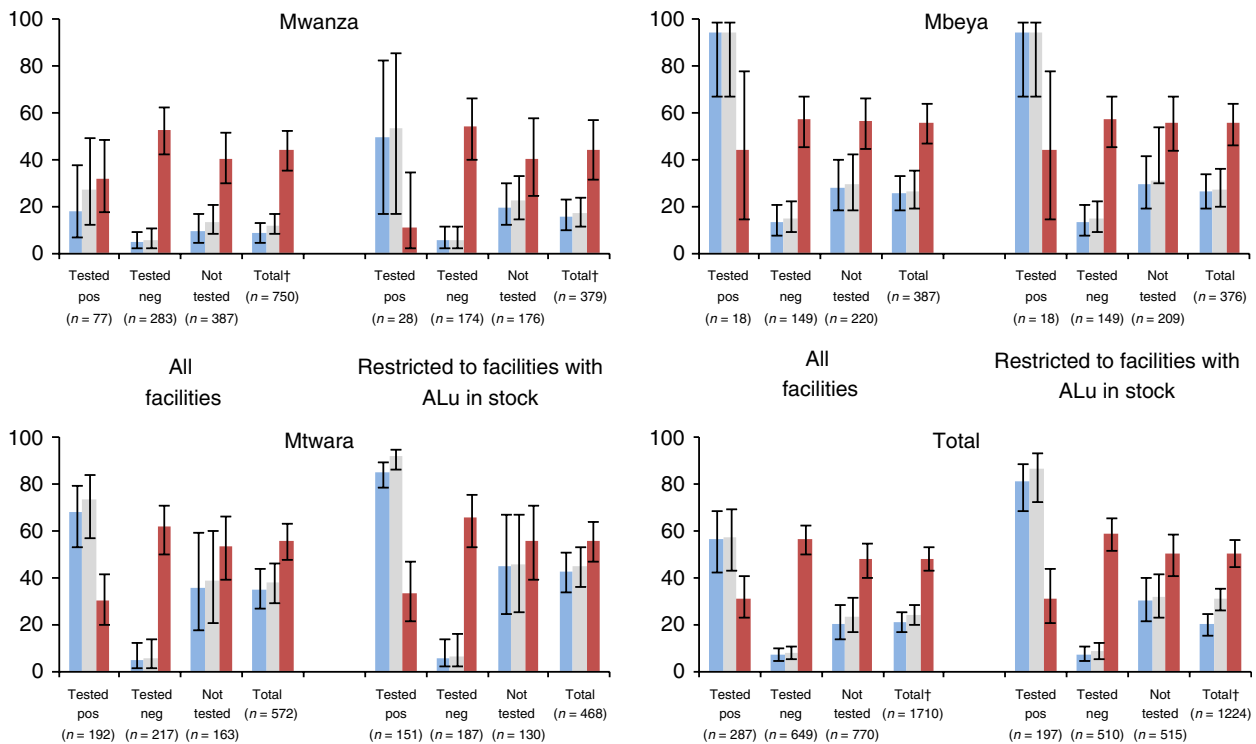 Mwanza
100
80
60
40
20
0
Tested Tested Not Total† Tested Tested Not Total†
pos neg tested (n = 750) pos neg tested (n = 379)
(n = 77) (n = 283) (n = 387) (n = 28) (n = 174) (n = 176)
Mbeya
100
80
60
40
20
0
Tested Tested Not Total Tested Tested Not Total
pos neg tested (n = 387) pos neg tested (n = 376)
(n = 18) (n = 149) (n = 220) (n = 18) (n = 149) (n = 209)
All Restricted to facilities with
facilities ALu in stock
All Restricted to facilities with
facilities ALu in stock
Mtwara
100
80
60
40
20
0
Tested Tested Not Total Tested Tested Not Total
pos neg tested (n = 572) pos neg tested (n = 468)
(n = 192) (n = 217) (n = 163) (n = 151) (n = 187) (n = 130)
Total
100
80
60
40
20
0
Tested Tested Not Total† Tested Tested Not Total†
pos neg tested (n = 1710) pos neg tested (n = 1224)
(n = 287) (n = 649) (n = 770) (n = 197) (n = 510) (n = 515)